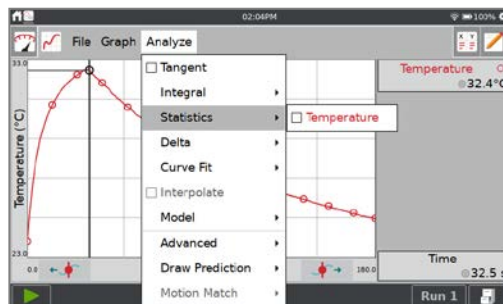 02:04PM
100%
File Graph Analyze
X Y
33.0
Temperature (°C)
23.0
0.0
180.0
Tangent
Integral
Statistics
Temperature
Delta
Curve Fit
Interpolate
Model
Advanced
Draw Prediction
Motion Match
Temperature
32.4°C
Time
32.5 s
Run 1